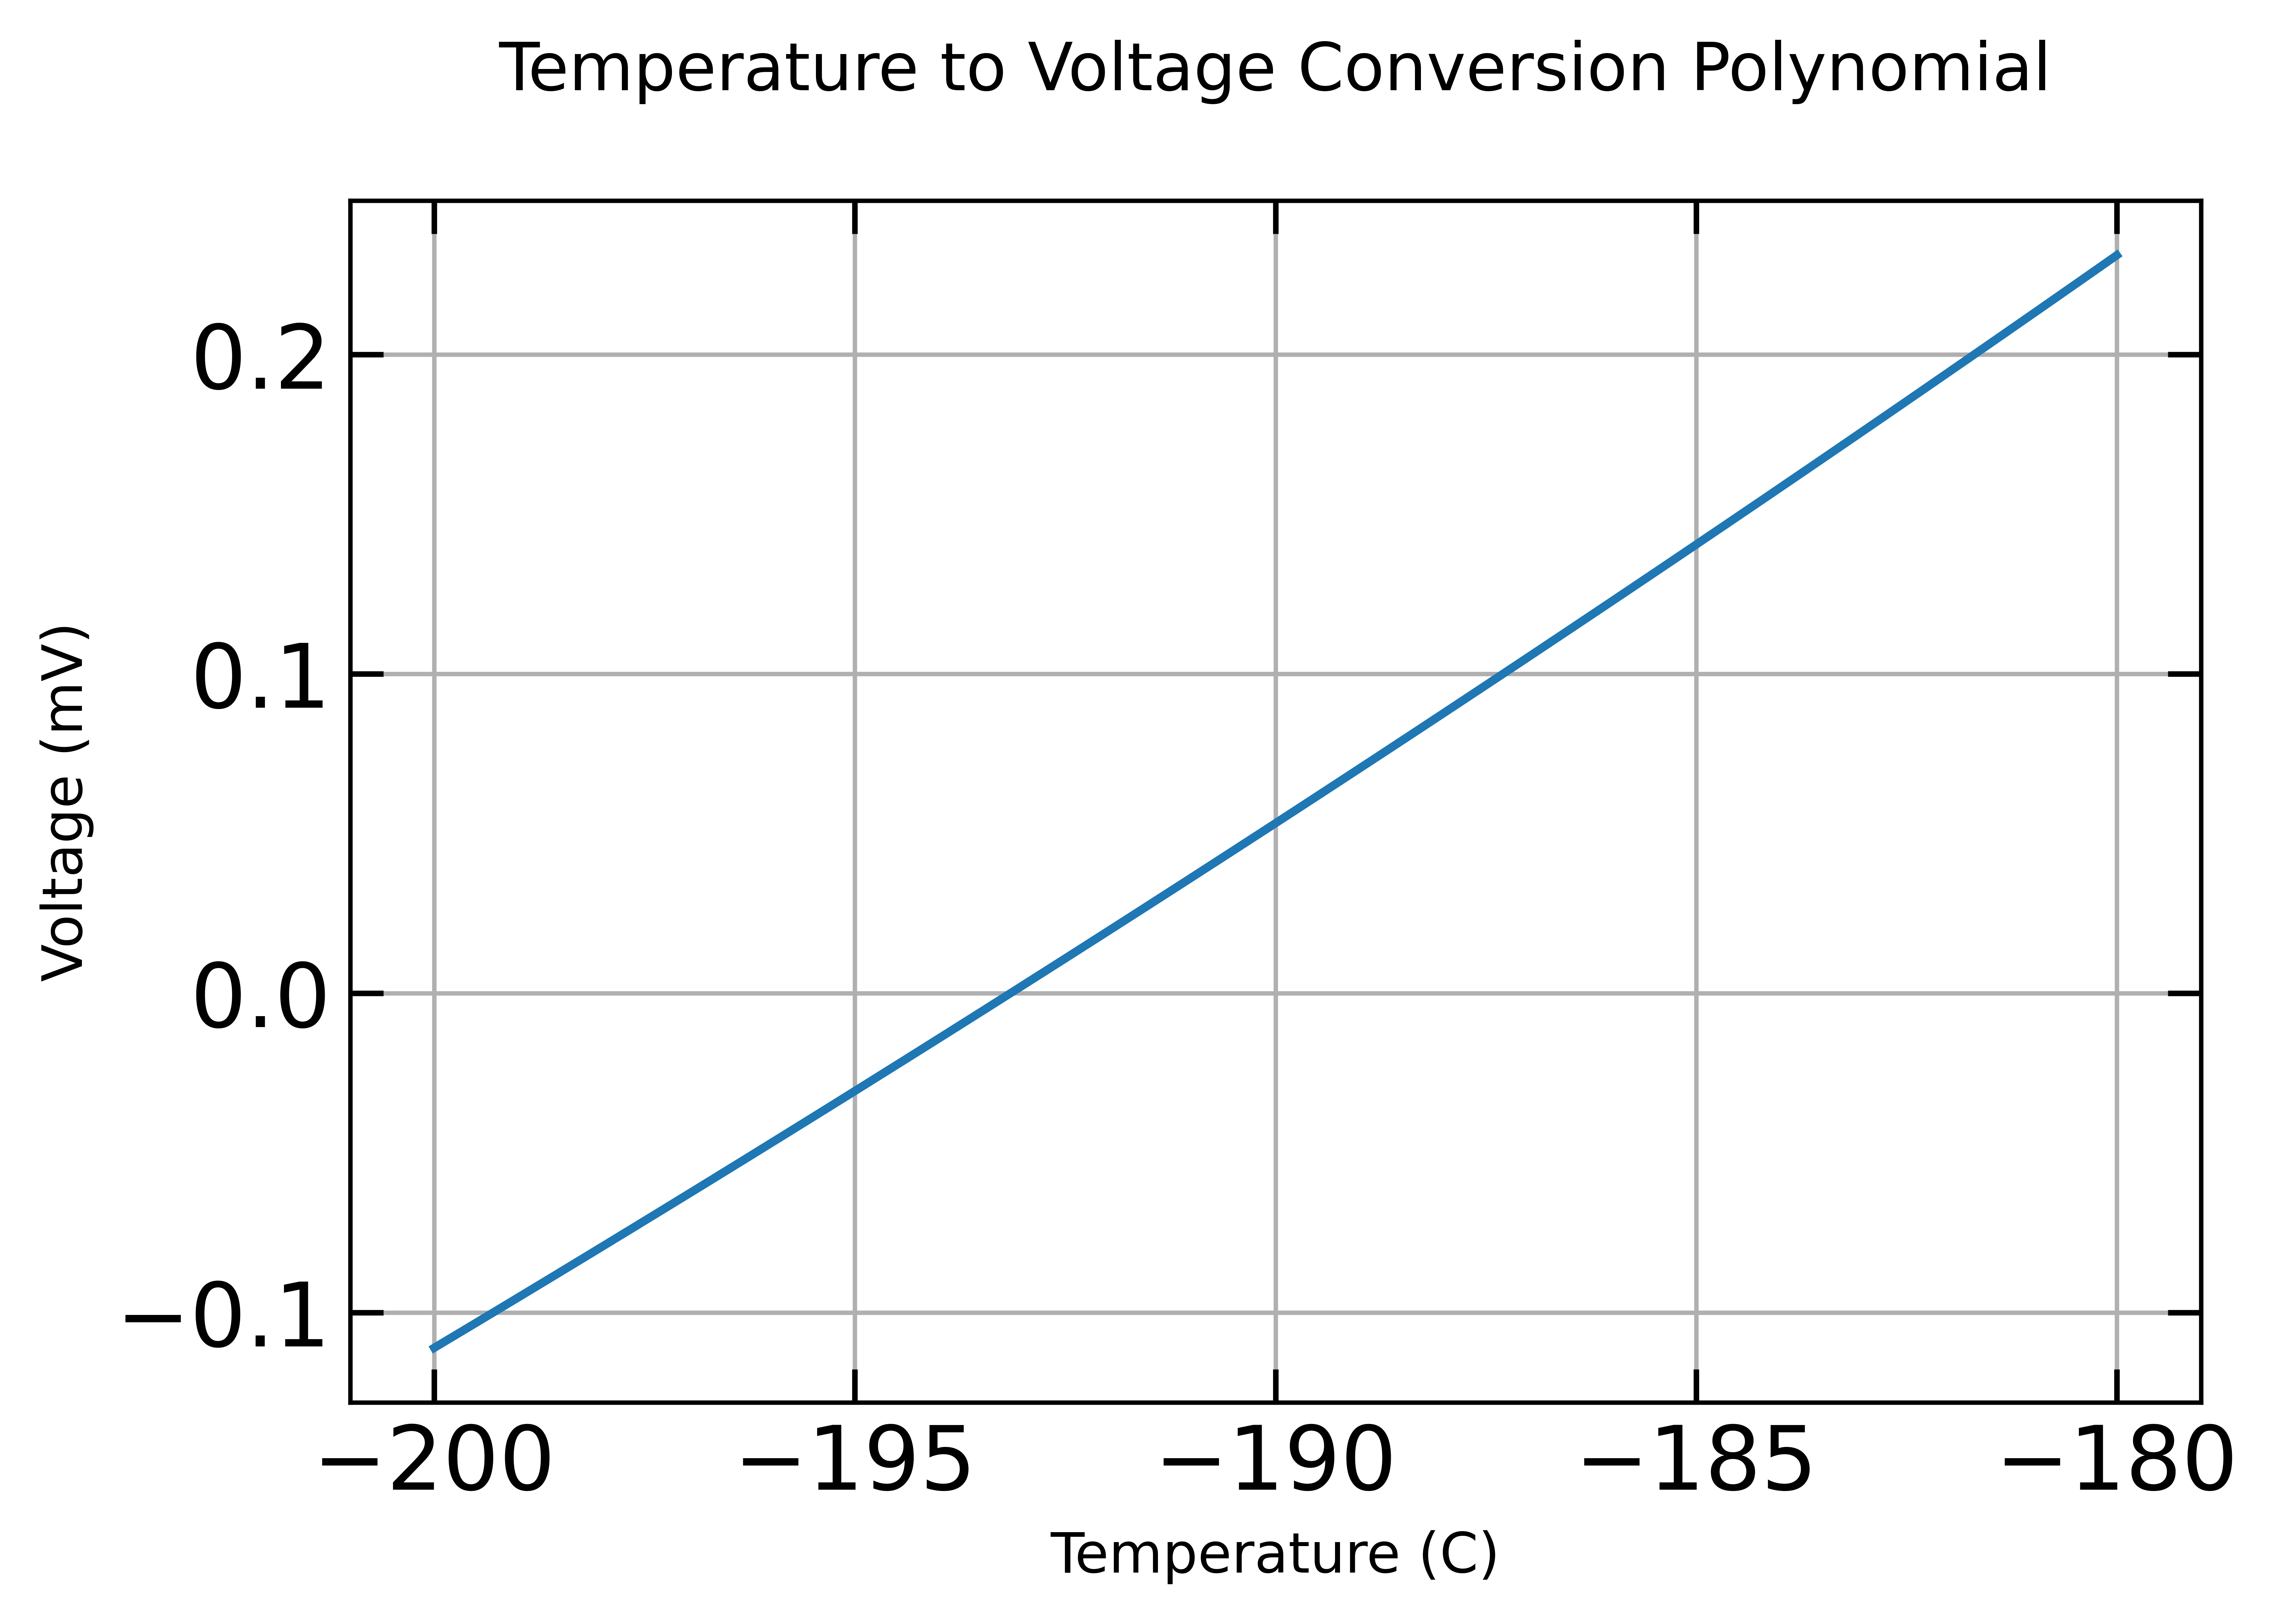 Temperature to Voltage Conversion Polynomial
0.2
0.1
0.0
−0.1
Voltage (mV)
−200 −195 −190 −185 −180
Temperature (C)